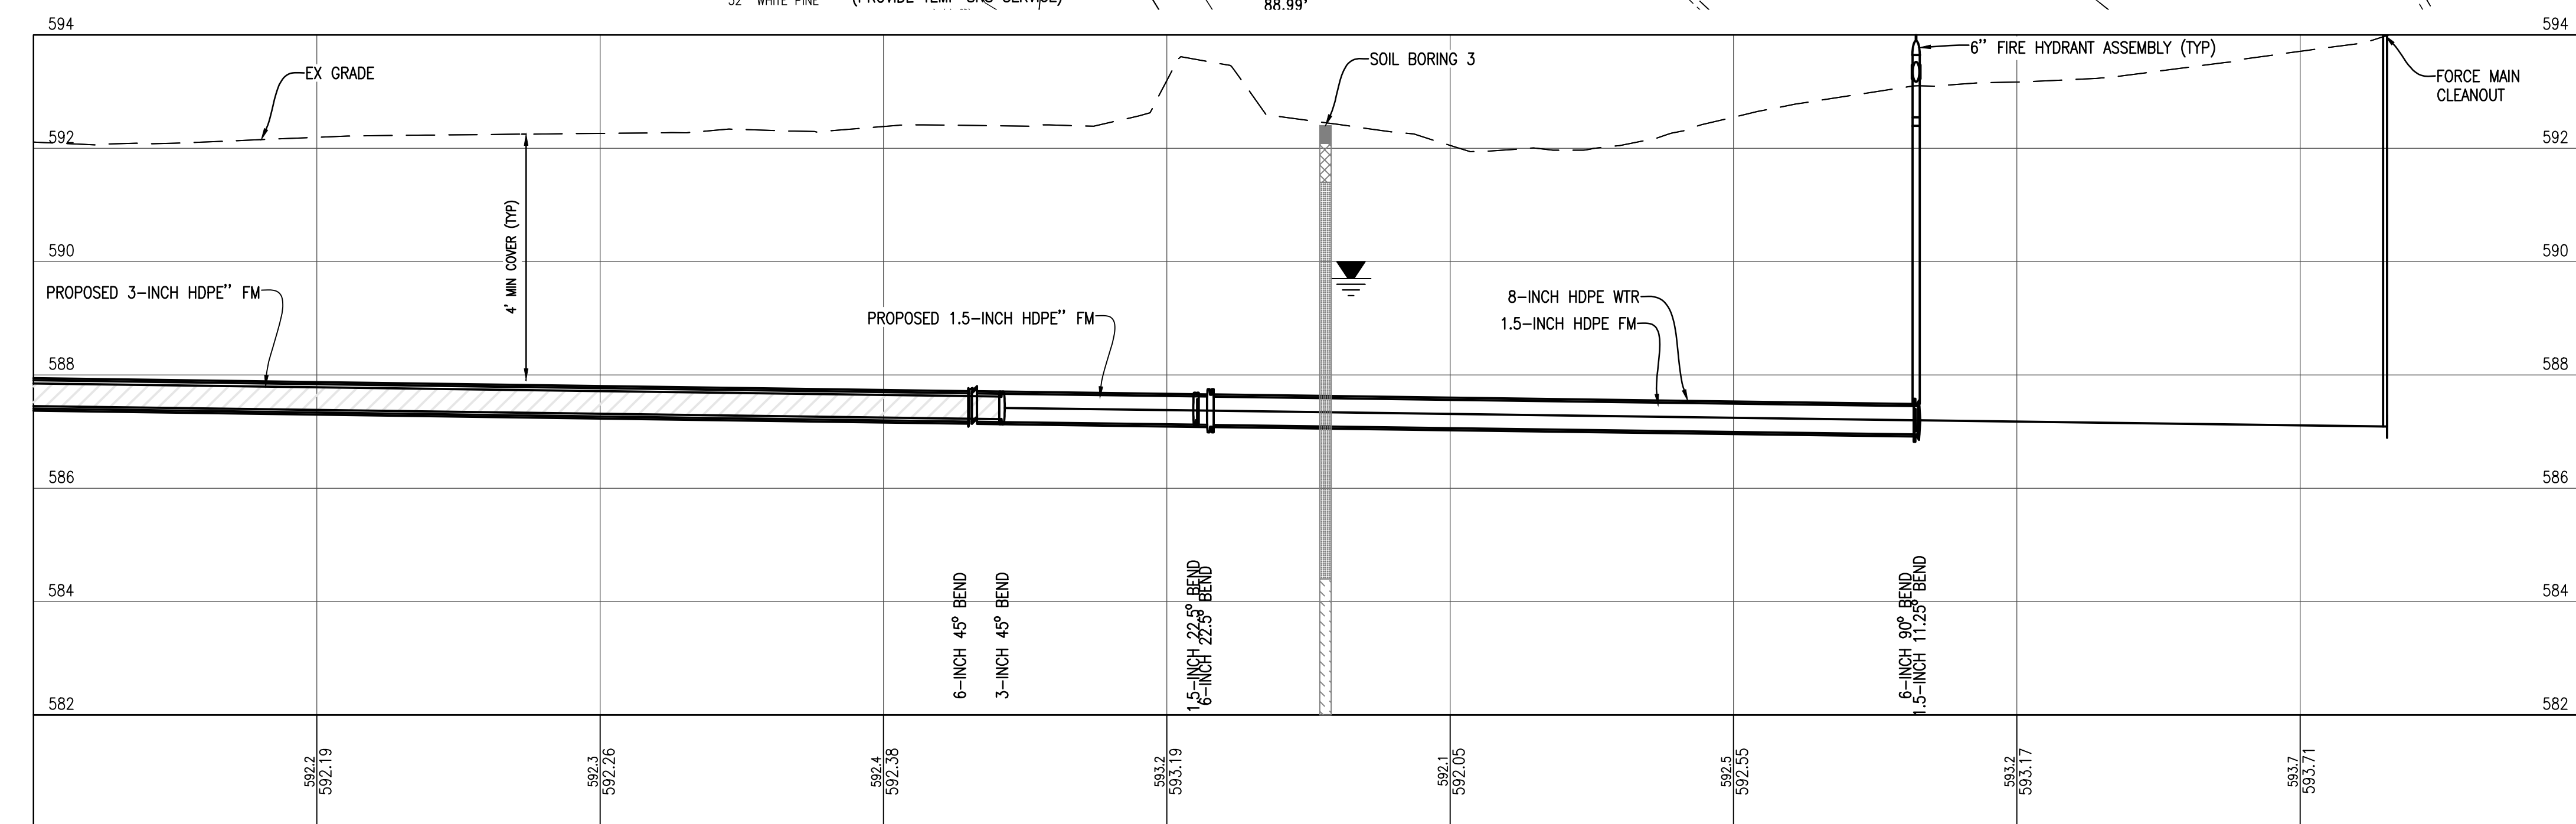 88.99'
594
594
6" FIRE HYDRANT ASSEMBLY (TYP)
SOIL BORING 3
EX GRADE
FORCE MAIN
CLEANOUT
592
592
4' MIN COVER (TYP)
590
590
PROPOSED 3-INCH HDPE" FM
8-INCH HDPE WTR
PROPOSED 1.5-INCH HDPE" FM
1.5-INCH HDPE FM
588
588
586
586
584
584
6-INCH 45° BEND
3-INCH 45° BEND
1.5-INCH 22.5° BEND
6-INCH 22.5° BEND
6-INCH 90° BEND
1.5-INCH 11.25° BEND
582
582
592.2
592.19
592.3
592.26
592.4
592.38
593.2
593.19
592.1
592.05
592.5
592.55
593.2
593.17
593.7
593.71